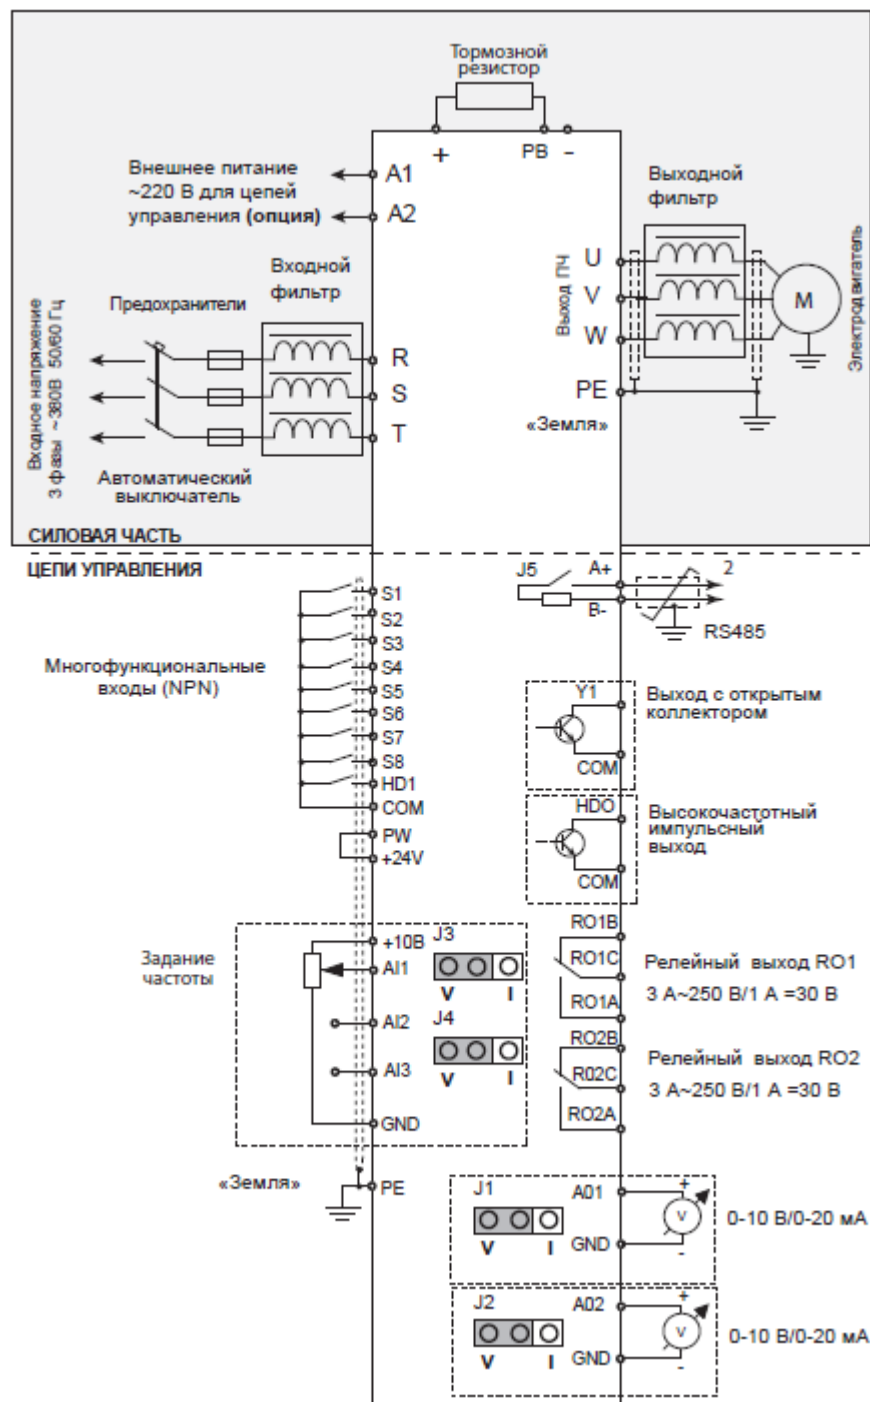 Тормозной
резистор
+
PB
-
Внешнее питание
~220 В для цепей
управления (опция)
A1
A2
Выходной
фильтр
Входной
фильтр
Предохранители
Входное напряжение
3 фазы ~380В 50/60 Гц
R
S
T
Автоматический
выключатель
Выход ПЧ
U
V
W
PE
M
Электродвигатель
«Земля»
СИЛОВАЯ ЧАСТЬ
ЦЕПИ УПРАВЛЕНИЯ
S1
S2
S3
S4
S5
S6
S7
S8
HD1
COM
PW
+24V
Многофункциональные
входы (NPN)
J5
A+
B-
2
RS485
Y1
COM
Выход с открытым
коллектором
HDO
COM
Высокочастотный
импульсный
выход
Задание
частоты
+10В
AI1
AI2
AI3
GND
J3
V I
J4
V I
RO1B
RO1C
RO1A
Релейный выход RO1
3 А~250 В/1 А =30 В
RO2B
R02C
RO2A
Релейный выход RO2
3 А~250 В/1 А =30 В
«Земля»
PE
J1
V I
A01
GND
+
V
-
0-10 В/0-20 мА
J2
V I
A02
GND
+
V
-
0-10 В/0-20 мА